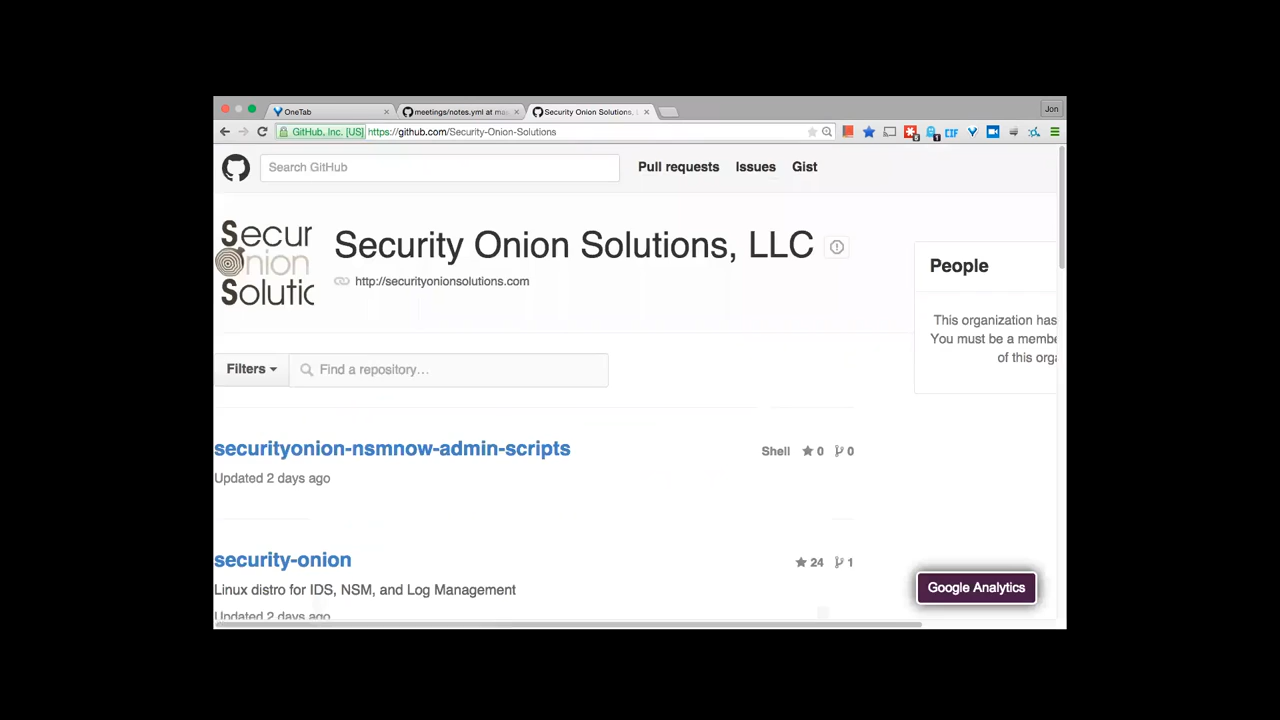 OneTab
meetings/notes.yml at ma
Security Onion Solutions, L
Jon
GitHub, Inc. [US] https://github.com/Security-Onion-Solutions
CIF
Search GitHub
Pull requests Issues Gist
Secur
Onion
Solutic
Security Onion Solutions, LLC
http://securityonionsolutions.com
People
This organization has
You must be a membe
of this orga
Filters
Find a repository…
securityonion-nsmnow-admin-scripts
Shell 0 0
Updated 2 days ago
security-onion
24 1
Linux distro for IDS, NSM, and Log Management
Updated 2 days ago
Google Analytics